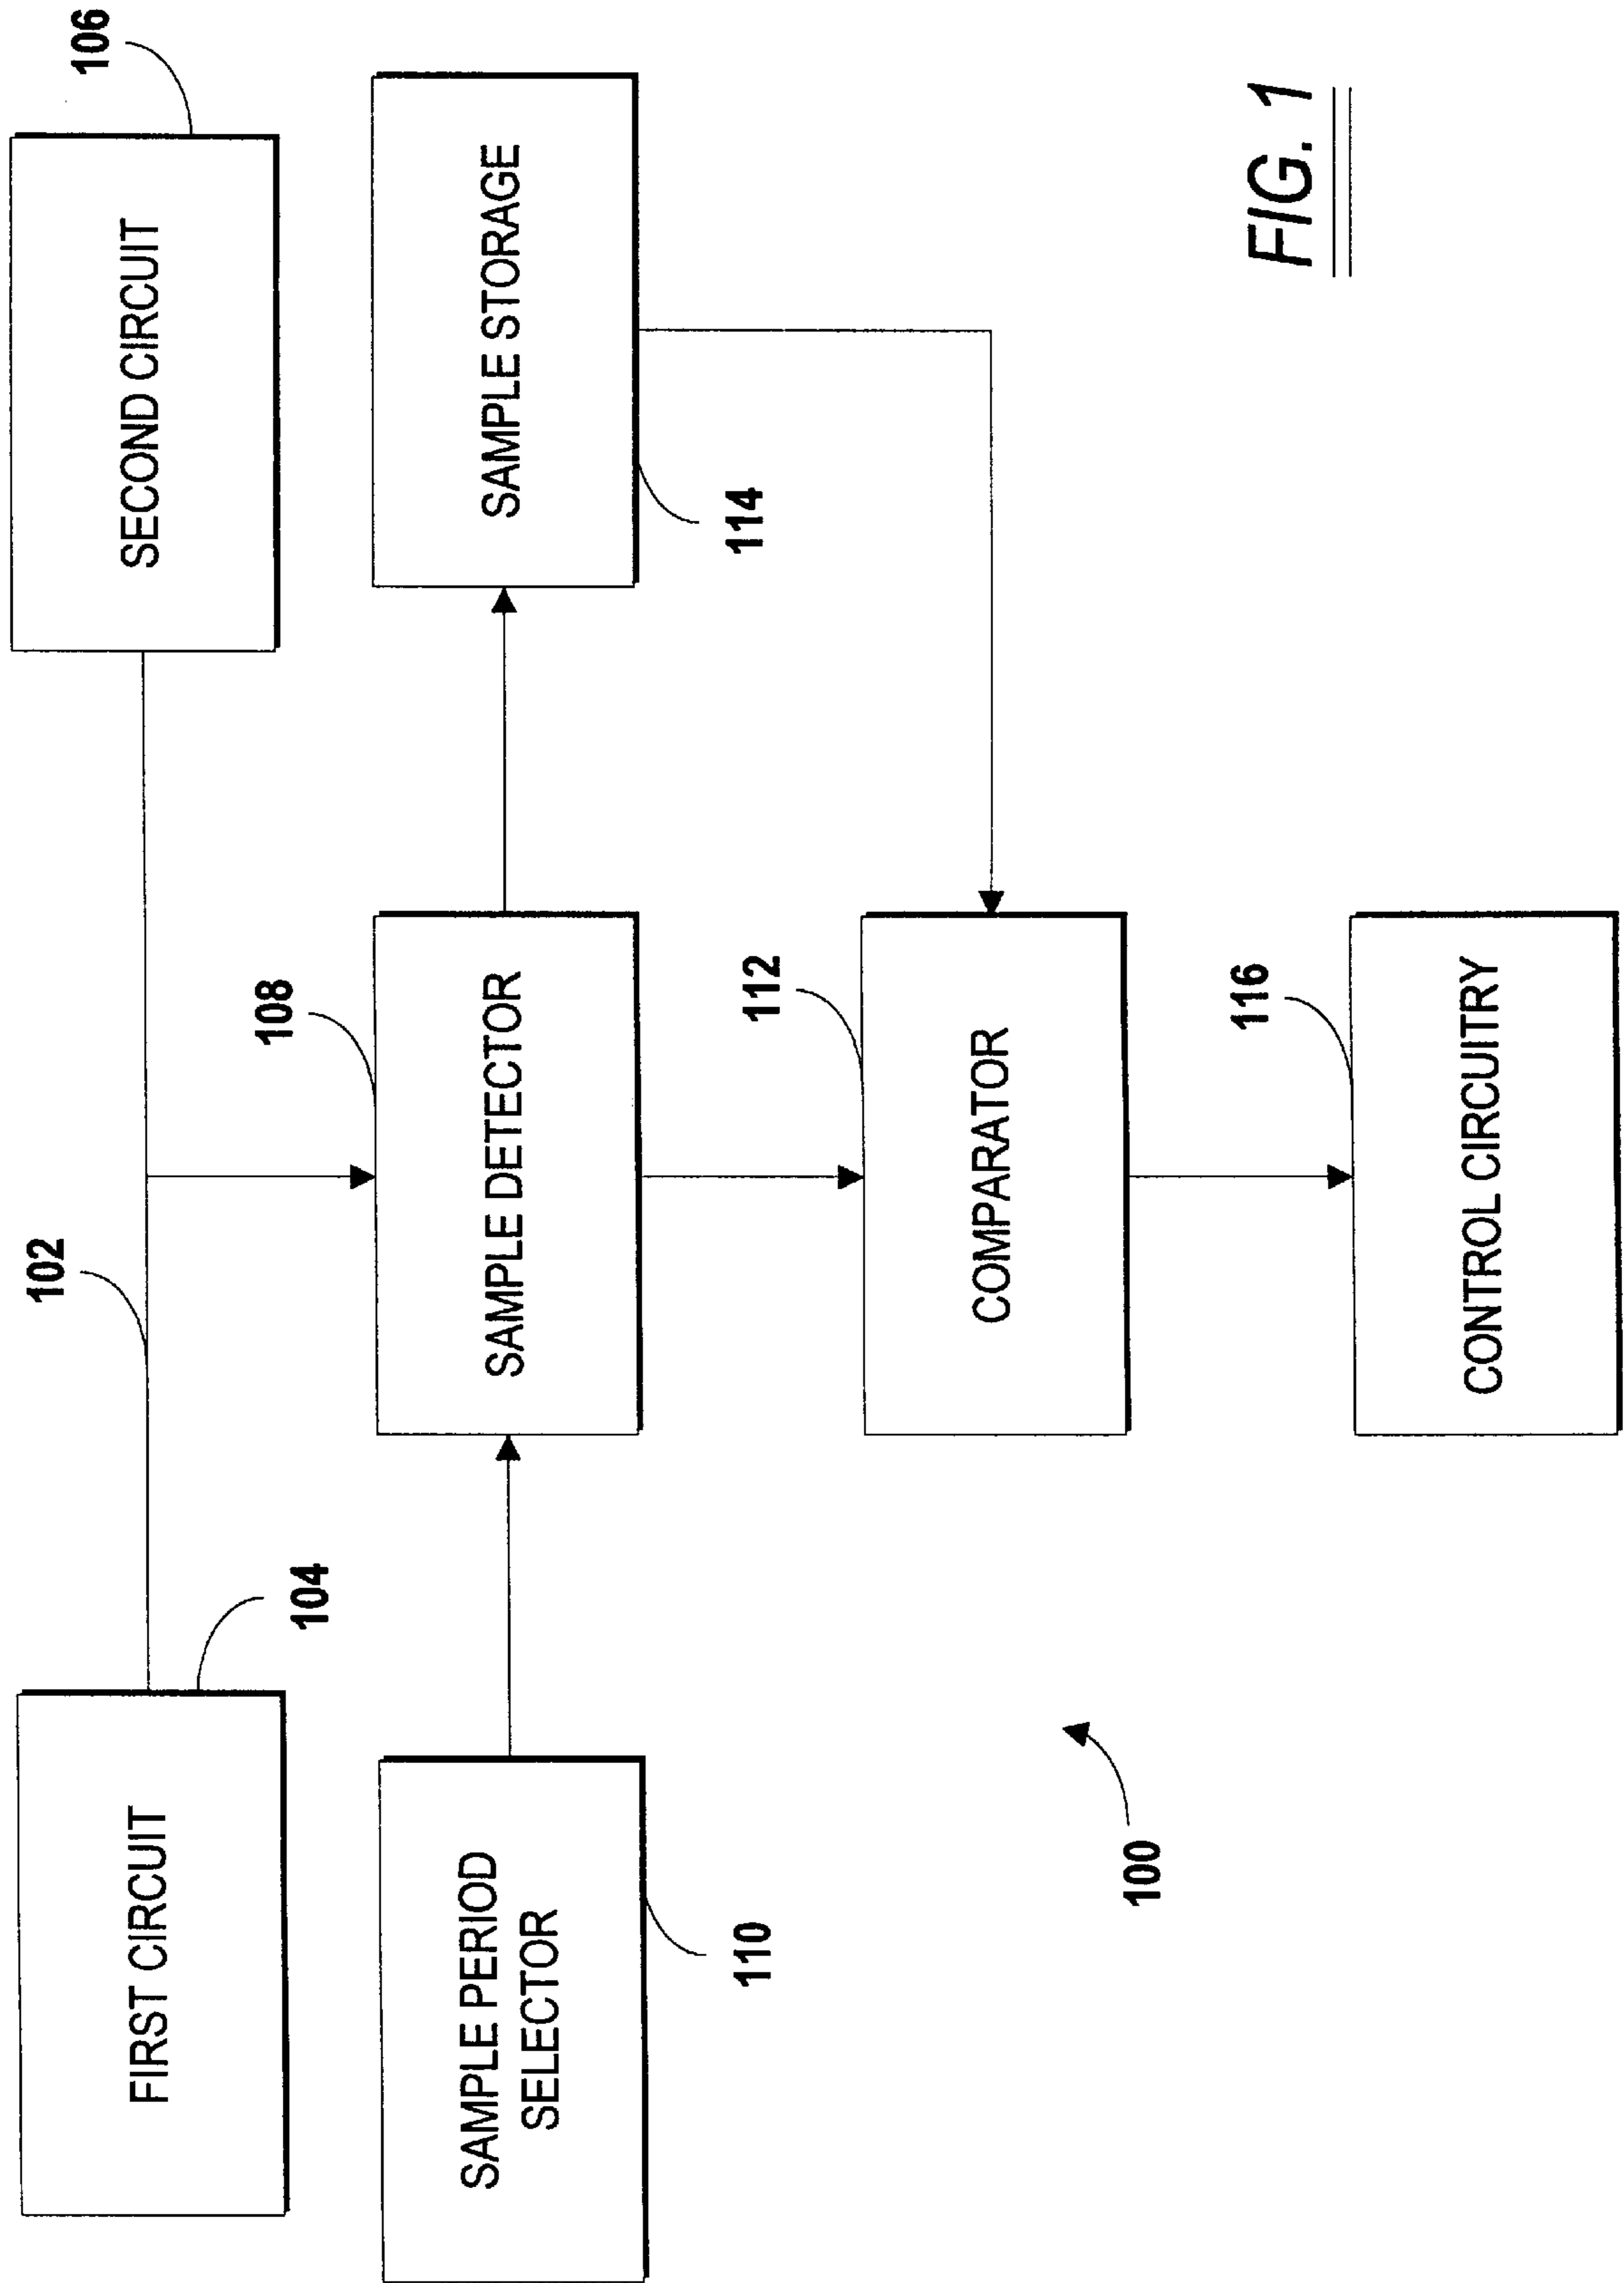 106
SECOND CIRCUIT
102
104
FIRST CIRCUIT
SAMPLE STORAGE
114
108
SAMPLE DETECTOR
SAMPLE PERIOD
SELECTOR
110
112
COMPARATOR
116
CONTROL CIRCUITRY
100
FIG. 1